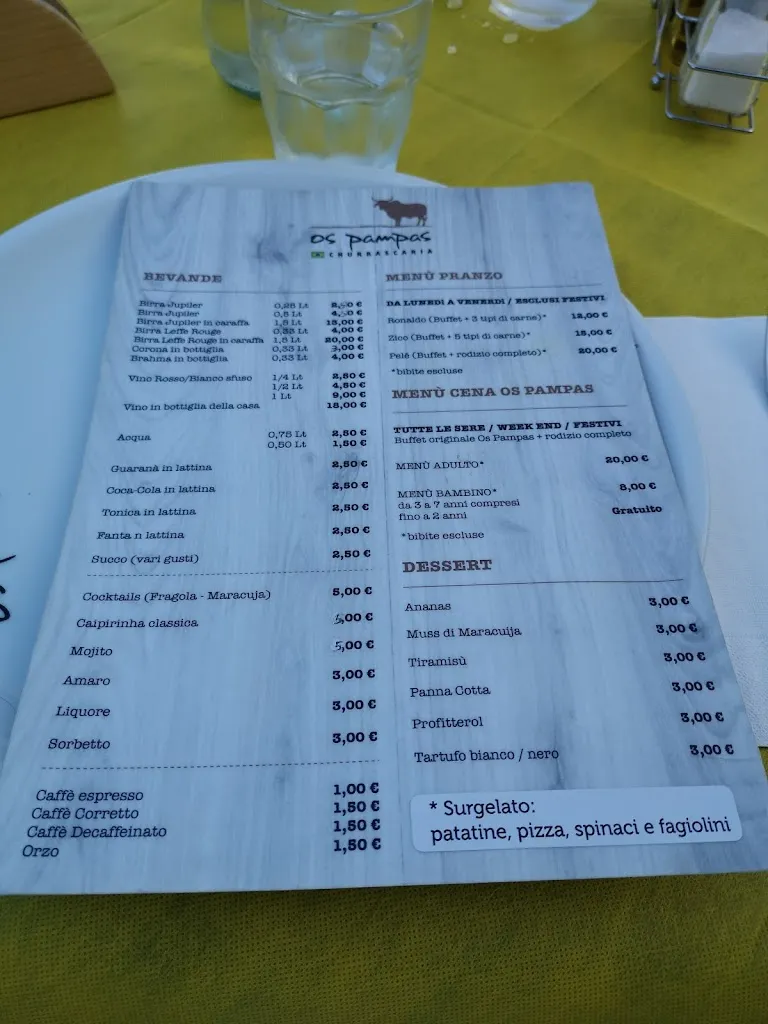 os pampas
CHURRASCARIA
BEVANDE
Birra Jupiler 0,25 Lt
Birra Jupiler 0,5 Lt
Birra Jupiler in caraffa 1,5 Lt 13,00 €
Birra Leffe Rouge 0,33 Lt 4,00 €
Birra Leffe Rouge in caraffa 1,5 Lt 20,00 €
Corona in bottiglia 0,33 Lt 3,00 €
Brahma in bottiglia 0,33 Lt 4,00 €
Vino Rosso/Bianco sfuso 1/4 Lt 2,50 €
1/2 Lt 4,50 €
1 Lt 9,00 €
Vino in bottiglia della casa 15,00 €
Acqua 0,75 Lt 2,50 €
0,50 Lt 1,50 €
Guaranà in lattina 2,50 €
Coca-Cola in lattina 2,50 €
Tonica in lattina 2,50 €
Fanta n lattina 2,50 €
Succo (vari gusti) 2,50 €
Cocktails (Fragola - Maracuja) 5,00 €
Caipirinha classica 5,00 €
Mojito 5,00 €
Amaro 3,00 €
Liquore 3,00 €
Sorbetto 3,00 €
Caffè espresso 1,00 €
Caffè Corretto 1,50 €
Caffè Decaffeinato 1,50 €
Orzo 1,50 €
MENÙ PRANZO
DA LUNEDI A VENERDI / ESCLUSI FESTIVI
Ronaldo (Buffet + 3 tipi di carne)* 12,00 €
Zico (Buffet + 5 tipi di carne)* 15,00 €
Pelé (Buffet + rodizio completo)* 20,00 €
*bibite escluse
MENÙ CENA OS PAMPAS
TUTTE LE SERE / WEEK END / FESTIVI
Buffet originale Os Pampas + rodizio completo
MENÙ ADULTO* 20,00 €
MENÙ BAMBINO* 8,00 €
da 3 a 7 anni compresi
fino a 2 anni Gratuito
*bibite escluse
DESSERT
Ananas 3,00 €
Muss di Maracuija 3,00 €
Tiramisù 3,00 €
Panna Cotta 3,00 €
Profitterol 3,00 €
Tartufo bianco / nero 3,00 €
* Surgelato:
patatine, pizza, spinaci e fagiolini